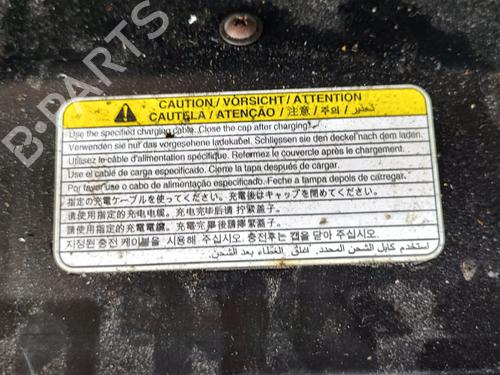 CAUTION / VORSICHT / ATTENTION
CAUTELA / ATENÇÃO / 注意 / 주의 / تحذير
Use the specified charging cable. Close the cap after charging.
Verwenden sie nur das vorgesehene ladekabel. Schliessen sie den deckel nach dem laden.
Utilisez le câble d'alimentation spécifique. Refermez le couvercle après le chargement.
Use el cablé de carga especificado. Cierre la tapa después de cargar.
Por favor use o cabo de alimentação especificado. Feche a tampa depois de carregar.
指定の充電ケーブルを使ってください。充電後はキャップを閉めてください。
请使用指定的充电电缆。充电完毕后请 拧紧盖子。
請使用指定的充電電纜。充電完畢後請擰緊蓋子。
지정된 충전 케이블을 사용해 주십시오. 충전후는 캡을 닫아 주십시오.
استخدم كابل الشحن المحدد. اغلق الغطاء بعد الشحن.
B-PARTS